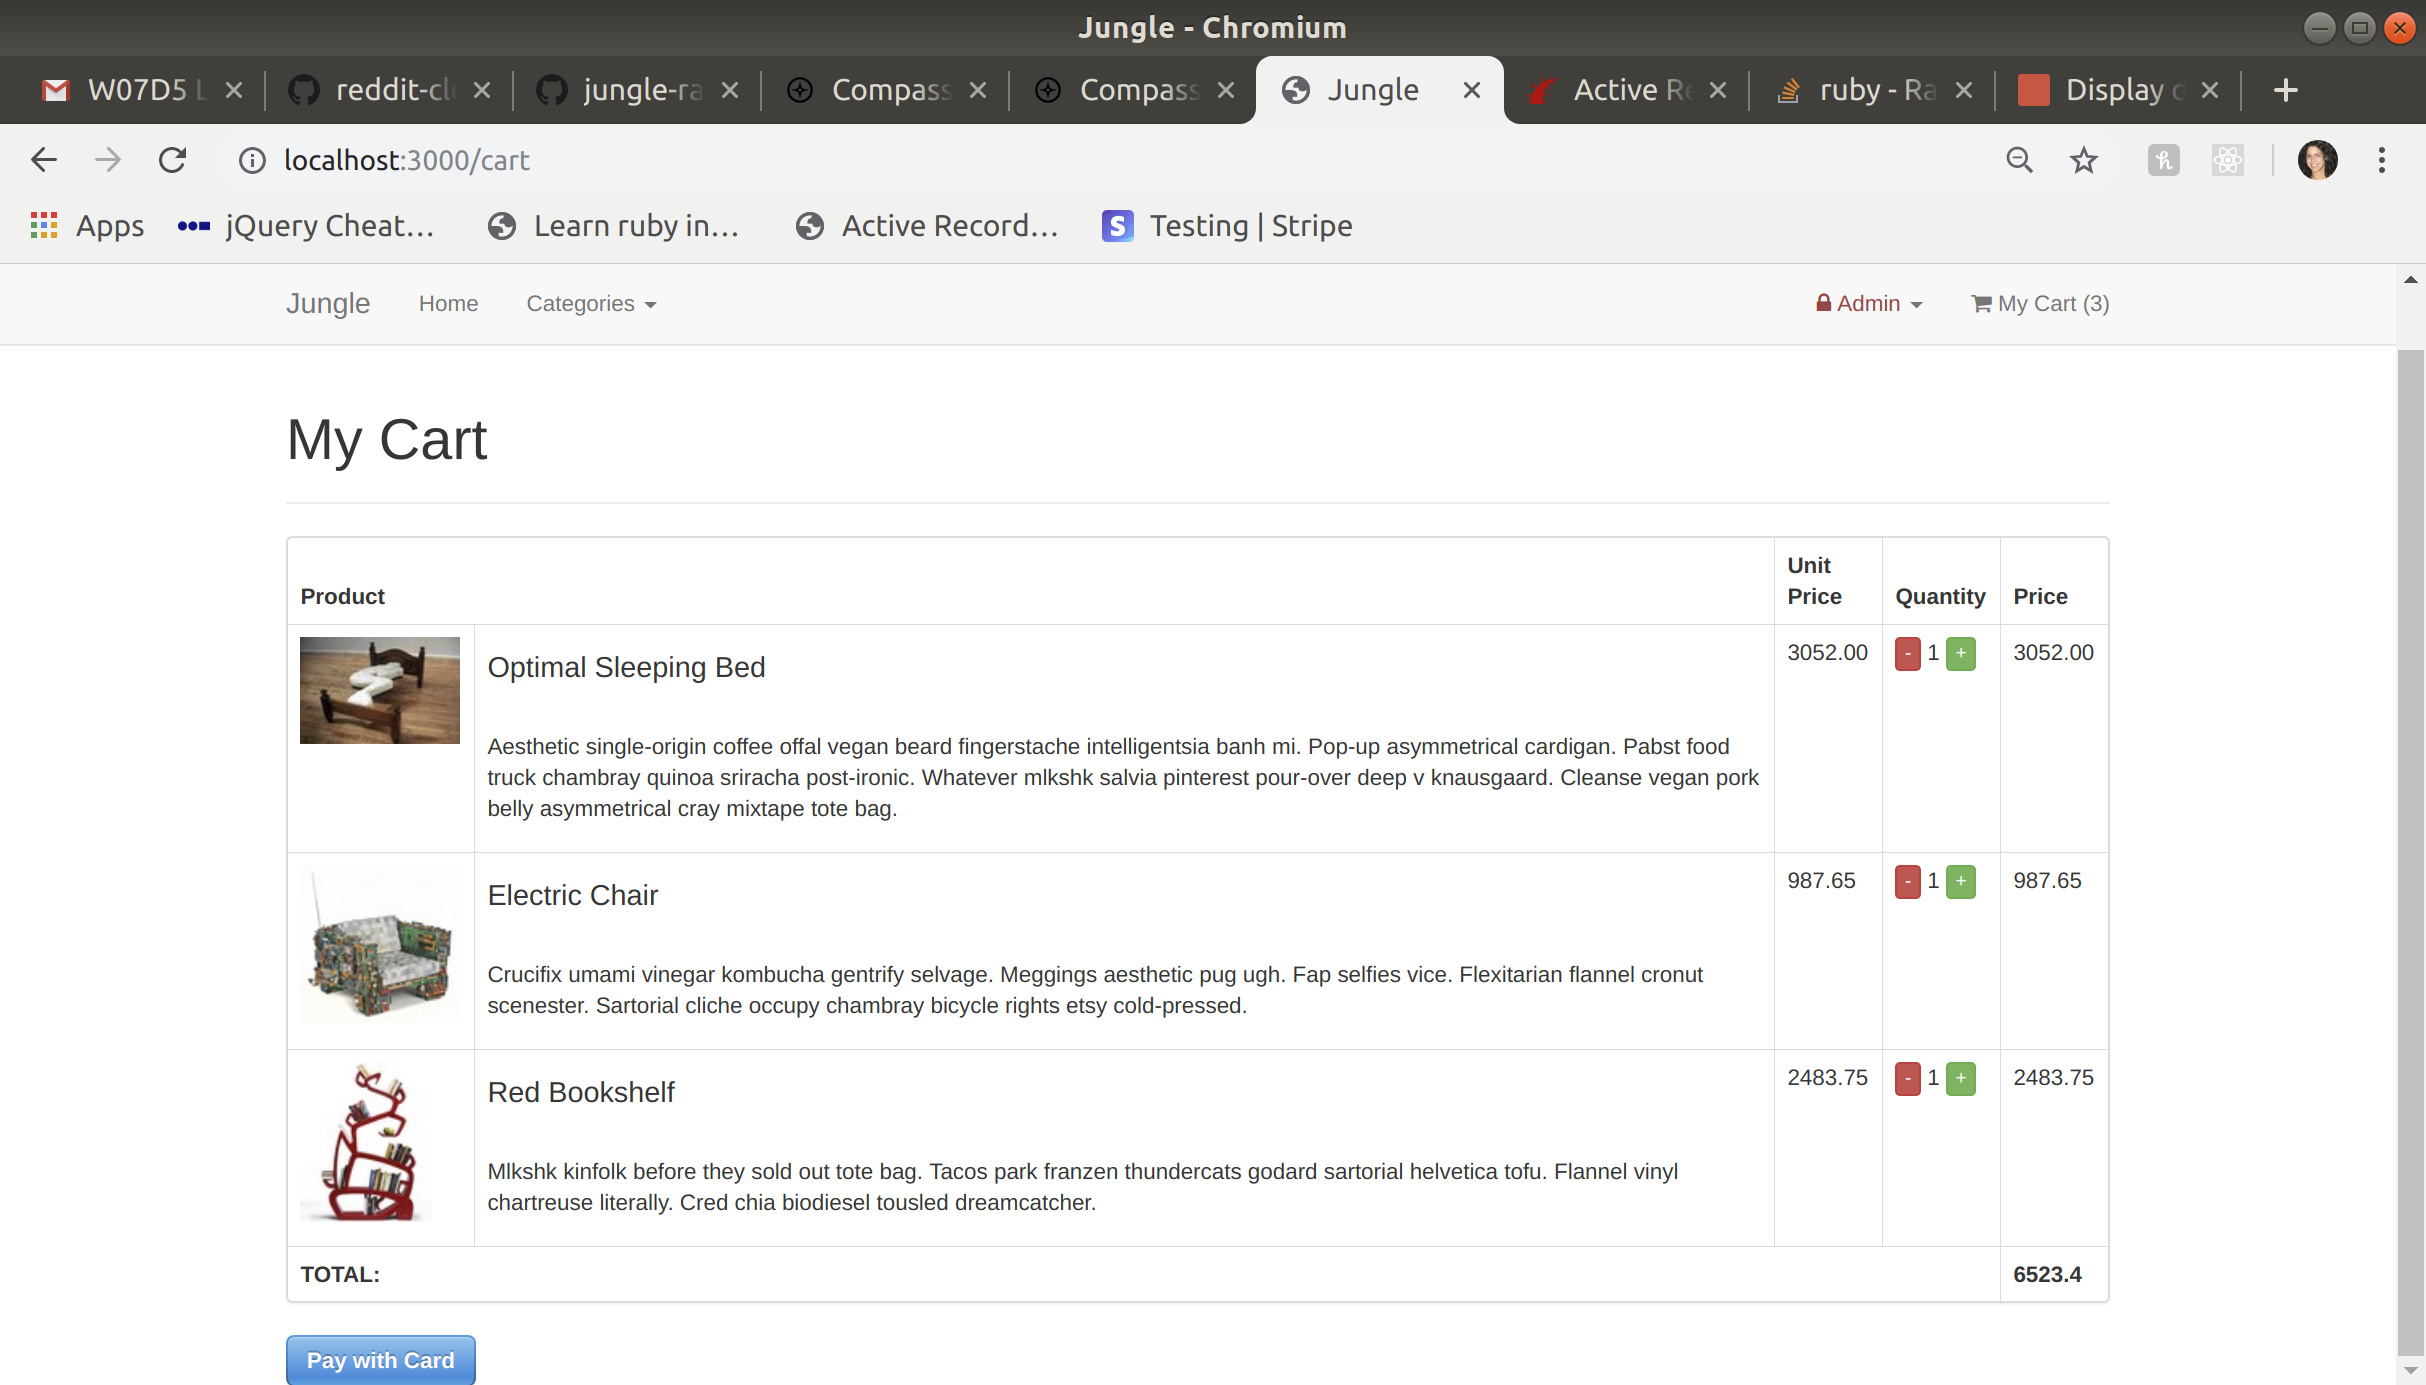 Jungle - Chromium
W07D5 L
reddit-clo
jungle-ra
Compass
Compass
Jungle
Active Re
ruby - Ra
Display d
localhost:3000/cart
Apps
jQuery Cheat…
Learn ruby in…
Active Record…
S Testing | Stripe
Jungle
Home
Categories
Admin
My Cart (3)
My Cart
Product
Unit
Price
Quantity
Price
Optimal Sleeping Bed
3052.00
- 1 +
3052.00
Aesthetic single-origin coffee offal vegan beard fingerstache intelligentsia banh mi. Pop-up asymmetrical cardigan. Pabst food
truck chambray quinoa sriracha post-ironic. Whatever mlkshk salvia pinterest pour-over deep v knausgaard. Cleanse vegan pork
belly asymmetrical cray mixtape tote bag.
Electric Chair
987.65
- 1 +
987.65
Crucifix umami vinegar kombucha gentrify selvage. Meggings aesthetic pug ugh. Fap selfies vice. Flexitarian flannel cronut
scenester. Sartorial cliche occupy chambray bicycle rights etsy cold-pressed.
Red Bookshelf
2483.75
- 1 +
2483.75
Mlkshk kinfolk before they sold out tote bag. Tacos park franzen thundercats godard sartorial helvetica tofu. Flannel vinyl
chartreuse literally. Cred chia biodiesel tousled dreamcatcher.
TOTAL:
6523.4
Pay with Card